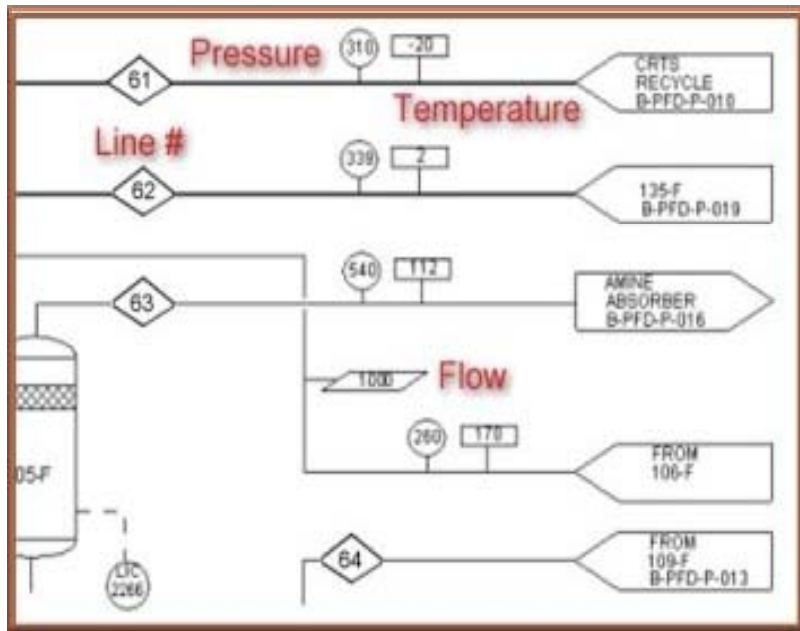 Pressure
310
-20
61
CRTS
RECYCLE
B-PFD-P-010
Temperature
Line #
339
2
62
135-F
B-PFD-P-019
540
112
63
AMINE
ABSORBER
B-PFD-P-016
1000
Flow
260
170
FROM
106-F
05-F
LIC
2266
64
FROM
109-F
B-PFD-P-013